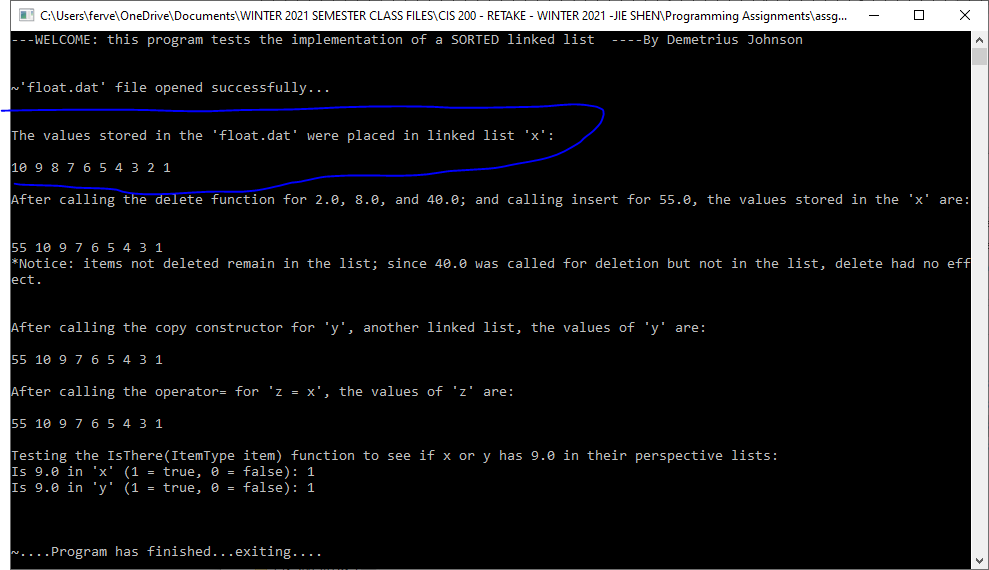 C:\Users\ferve\OneDrive\Documents\WINTER 2021 SEMESTER CLASS FILES\CIS 200 - RETAKE - WINTER 2021 -JIE SHEN\Programming Assignments\assg...
---WELCOME: this program tests the implementation of a SORTED linked list  ----By Demetrius Johnson
~'float.dat' file opened successfully...
The values stored in the 'float.dat' were placed in linked list 'x':
10 9 8 7 6 5 4 3 2 1
After calling the delete function for 2.0, 8.0, and 40.0; and calling insert for 55.0, the values stored in the 'x' are:
55 10 9 7 6 5 4 3 1
*Notice: items not deleted remain in the list; since 40.0 was called for deletion but not in the list, delete had no eff
ect.
After calling the copy constructor for 'y', another linked list, the values of 'y' are:
55 10 9 7 6 5 4 3 1
After calling the operator= for 'z = x', the values of 'z' are:
55 10 9 7 6 5 4 3 1
Testing the IsThere(ItemType item) function to see if x or y has 9.0 in their perspective lists:
Is 9.0 in 'x' (1 = true, 0 = false): 1
Is 9.0 in 'y' (1 = true, 0 = false): 1
~....Program has finished...exiting....